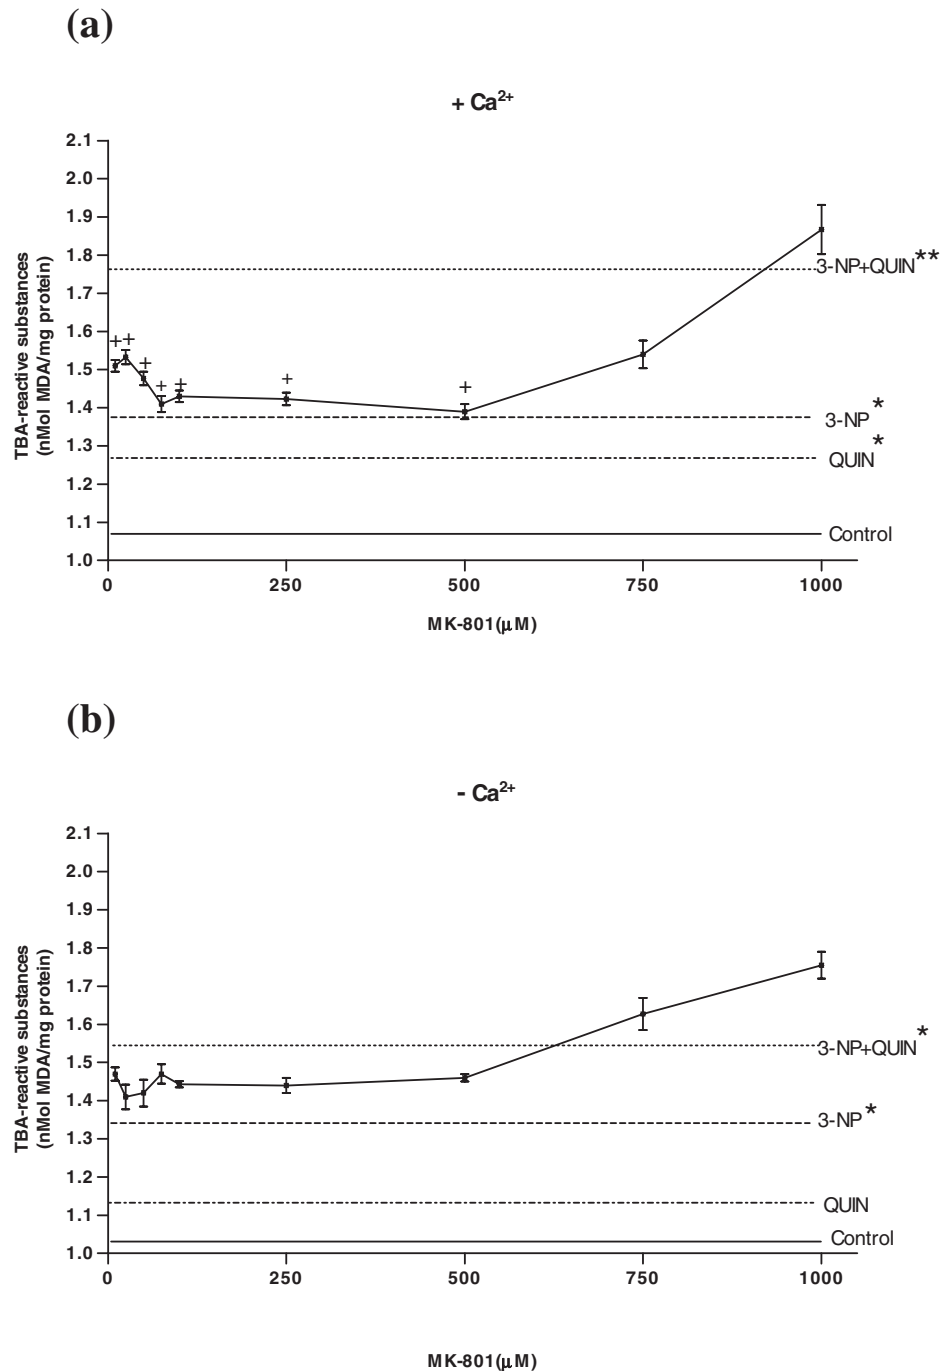 (a)
+ Ca²⁺
TBA-reactive substances
(nMol MDA/mg protein)
2.1
2.0
1.9
1.8
1.7
1.6
1.5
1.4
1.3
1.2
1.1
1.0
+ + + + + + +
3-NP+QUIN**
3-NP*
QUIN*
Control
0 250 500 750 1000
MK-801(μM)
(b)
- Ca²⁺
TBA-reactive substances
(nMol MDA/mg protein)
2.1
2.0
1.9
1.8
1.7
1.6
1.5
1.4
1.3
1.2
1.1
1.0
3-NP+QUIN*
3-NP*
QUIN
Control
0 250 500 750 1000
MK-801(μM)